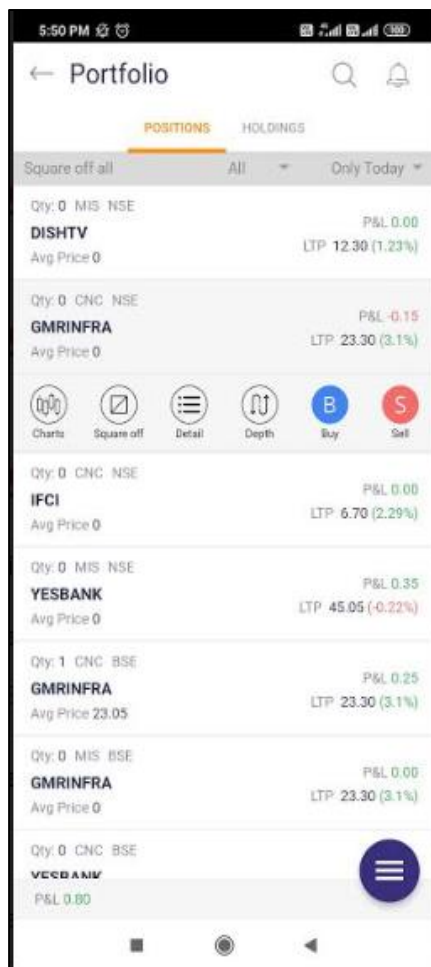 5:50 PM
Portfolio
POSITIONS HOLDINGS
Square off all All Only Today
Qty: 0 MIS NSE
P&L 0.00
DISHTV
LTP 12.30 (1.23%)
Avg Price 0
Qty: 0 CNC NSE
P&L -0.15
GMRINFRA
LTP 23.30 (3.1%)
Avg Price 0
B S
Charts Square off Detail Depth Buy Sell
Qty: 0 CNC NSE
P&L 0.00
IFCI
LTP 6.70 (2.29%)
Avg Price 0
Qty: 0 MIS NSE
P&L 0.35
YESBANK
LTP 45.05 (-0.22%)
Avg Price 0
Qty: 1 CNC BSE
P&L 0.25
GMRINFRA
LTP 23.30 (3.1%)
Avg Price 23.05
Qty: 0 MIS BSE
P&L 0.00
GMRINFRA
LTP 23.30 (3.1%)
Avg Price 0
Qty: 0 CNC BSE
YESBANK
P&L 0.80